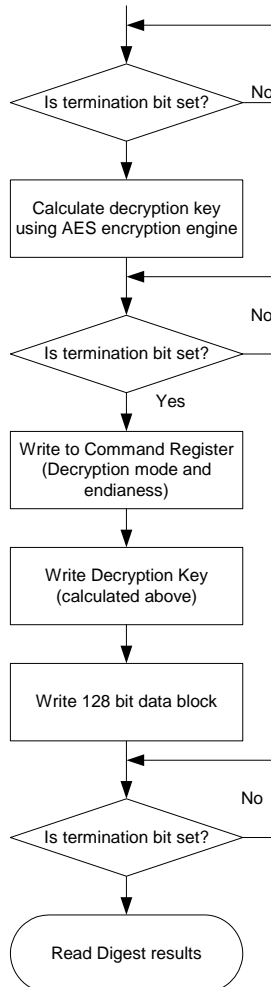 Is termination bit set?
No
Calculate decryption key
using AES encryption engine
No
Is termination bit set?
Yes
Write to Command Register
(Decryption mode and
endianess)
Write Decryption Key
(calculated above)
Write 128 bit data block
No
Is termination bit set?
Read Digest results